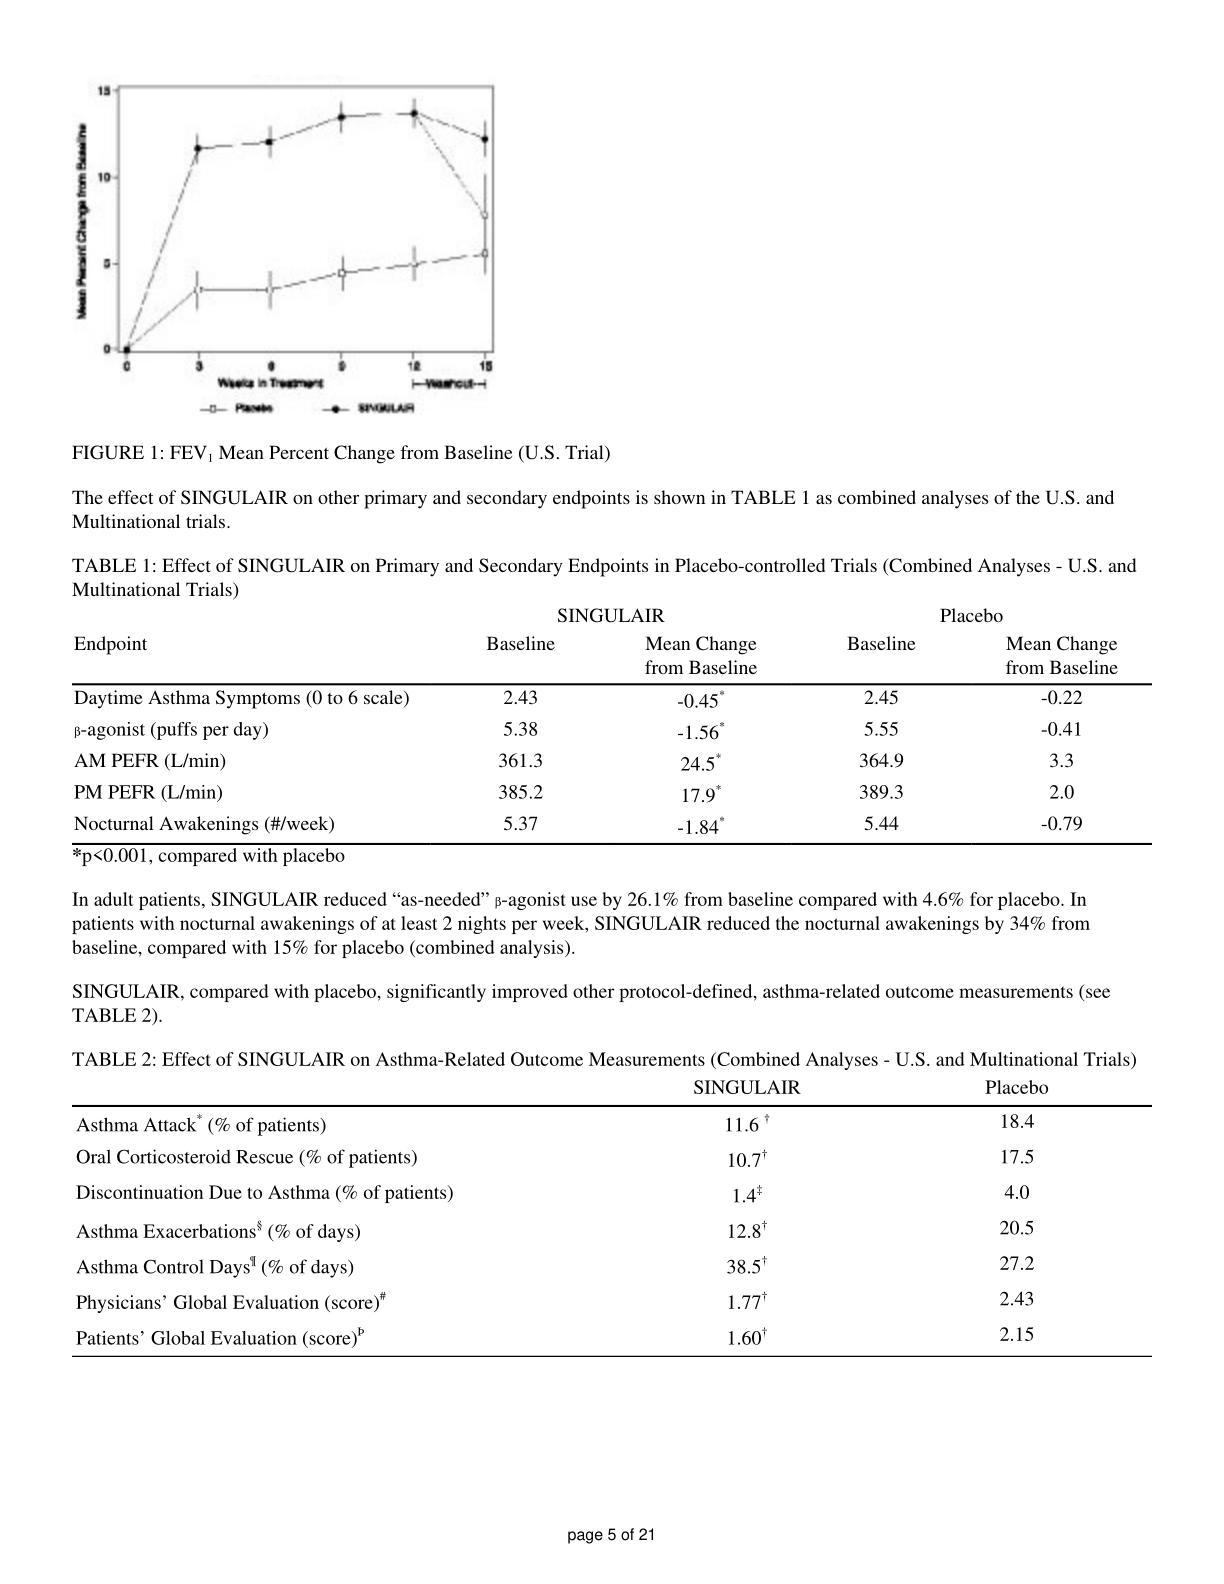 15
10
5
0
Mean Percent Change from Baseline
0 3 6 9 12 15
Weeks in Treatment Washout
Placebo SINGULAIR
FIGURE 1: FEV1 Mean Percent Change from Baseline (U.S. Trial)
The effect of SINGULAIR on other primary and secondary endpoints is shown in TABLE 1 as combined analyses of the U.S. and
Multinational trials.
TABLE 1: Effect of SINGULAIR on Primary and Secondary Endpoints in Placebo-controlled Trials (Combined Analyses - U.S. and
Multinational Trials)
SINGULAIR Placebo
Endpoint Baseline Mean Change Baseline Mean Change
from Baseline from Baseline
Daytime Asthma Symptoms (0 to 6 scale) 2.43 -0.45* 2.45 -0.22
β-agonist (puffs per day) 5.38 -1.56* 5.55 -0.41
AM PEFR (L/min) 361.3 24.5* 364.9 3.3
PM PEFR (L/min) 385.2 17.9* 389.3 2.0
Nocturnal Awakenings (#/week) 5.37 -1.84* 5.44 -0.79
*p<0.001, compared with placebo
In adult patients, SINGULAIR reduced “as-needed” β-agonist use by 26.1% from baseline compared with 4.6% for placebo. In
patients with nocturnal awakenings of at least 2 nights per week, SINGULAIR reduced the nocturnal awakenings by 34% from
baseline, compared with 15% for placebo (combined analysis).
SINGULAIR, compared with placebo, significantly improved other protocol-defined, asthma-related outcome measurements (see
TABLE 2).
TABLE 2: Effect of SINGULAIR on Asthma-Related Outcome Measurements (Combined Analyses - U.S. and Multinational Trials)
SINGULAIR Placebo
Asthma Attack* (% of patients) 11.6 † 18.4
Oral Corticosteroid Rescue (% of patients) 10.7† 17.5
Discontinuation Due to Asthma (% of patients) 1.4‡ 4.0
Asthma Exacerbations§ (% of days) 12.8† 20.5
Asthma Control Days¶ (% of days) 38.5† 27.2
Physicians’ Global Evaluation (score)# 1.77† 2.43
Patients’ Global Evaluation (score)Þ 1.60† 2.15
page 5 of 21